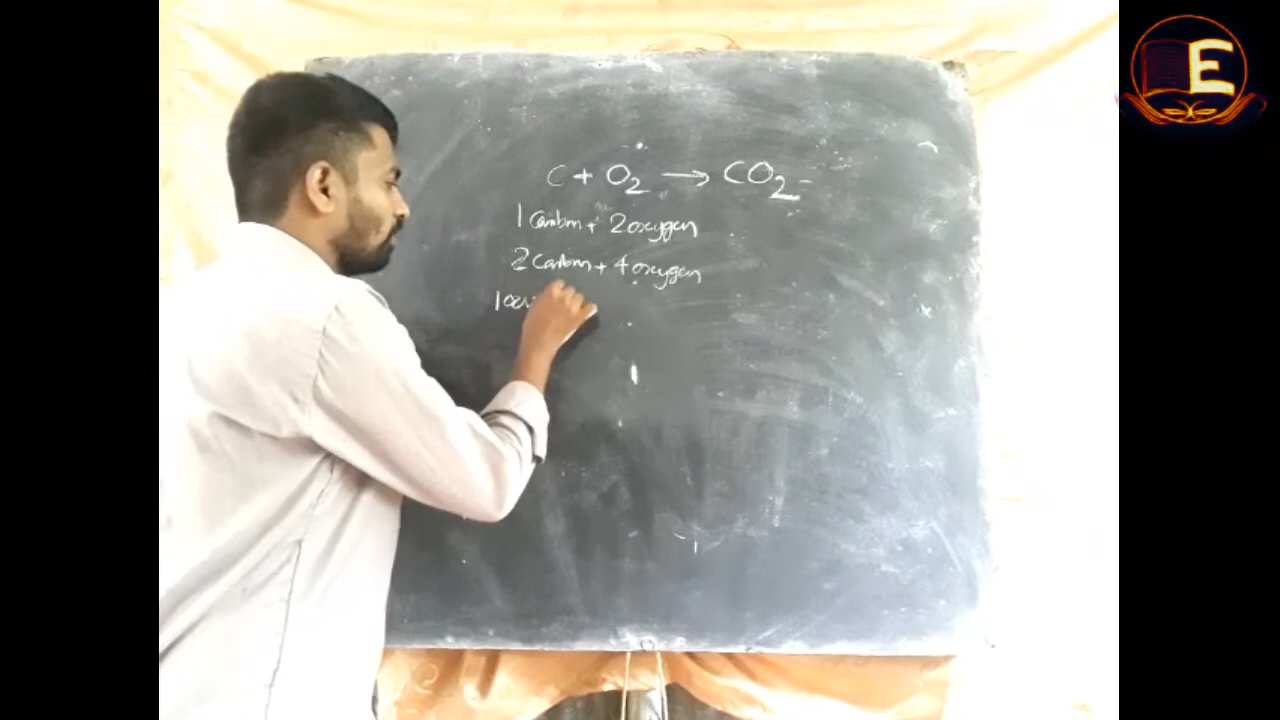 C + O₂ → CO₂
1 Carbon + 2 oxygen
2 Carbon + 4 oxygen
E